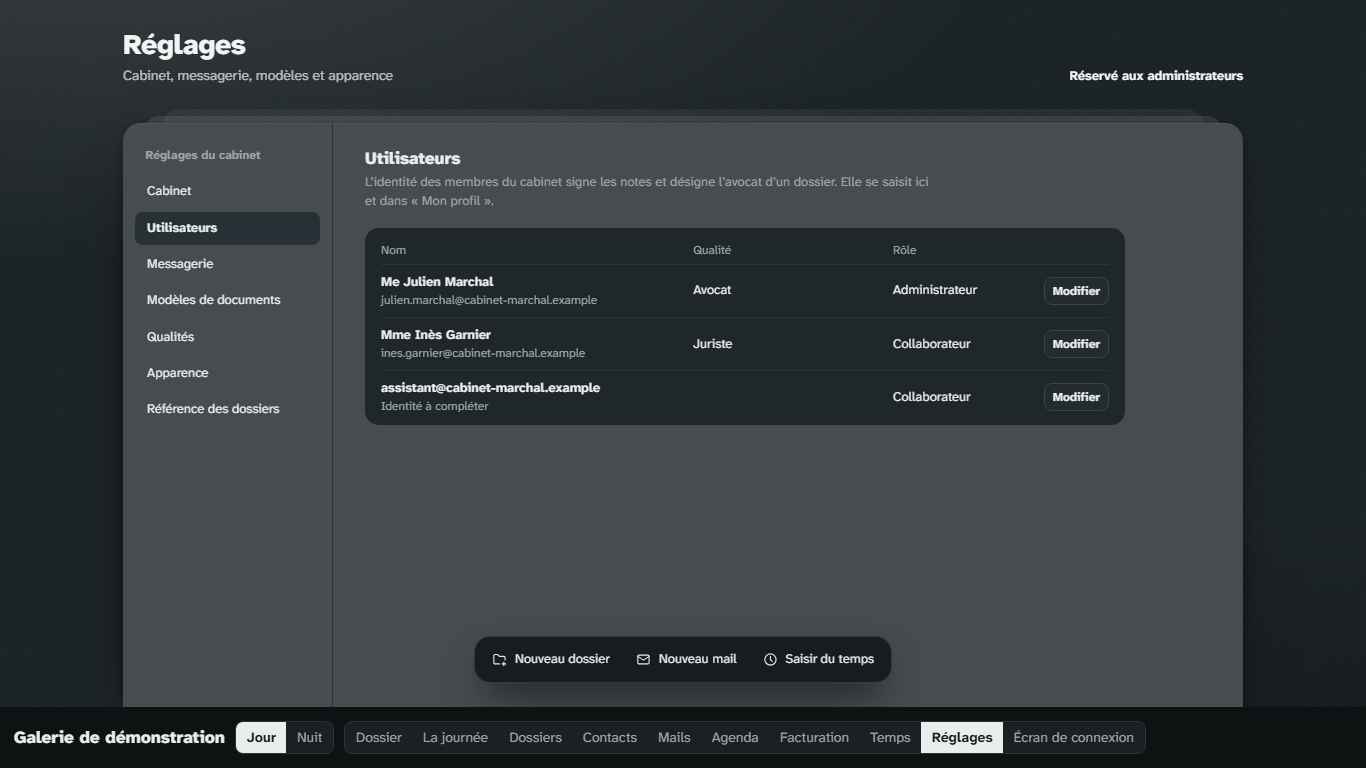 Réglages
Cabinet, messagerie, modèles et apparence
Réservé aux administrateurs
Réglages du cabinet
Cabinet
Utilisateurs
Messagerie
Modèles de documents
Qualités
Apparence
Référence des dossiers
Utilisateurs
L’identité des membres du cabinet signe les notes et désigne l’avocat d’un dossier. Elle se saisit ici
et dans « Mon profil ».
Nom Qualité Rôle
Me Julien Marchal
julien.marchal@cabinet-marchal.example
Avocat Administrateur Modifier
Mme Inès Garnier
ines.garnier@cabinet-marchal.example
Juriste Collaborateur Modifier
assistant@cabinet-marchal.example
Identité à compléter
Collaborateur Modifier
Nouveau dossier Nouveau mail Saisir du temps
Galerie de démonstration Jour Nuit Dossier La journée Dossiers Contacts Mails Agenda Facturation Temps Réglages Écran de connexion